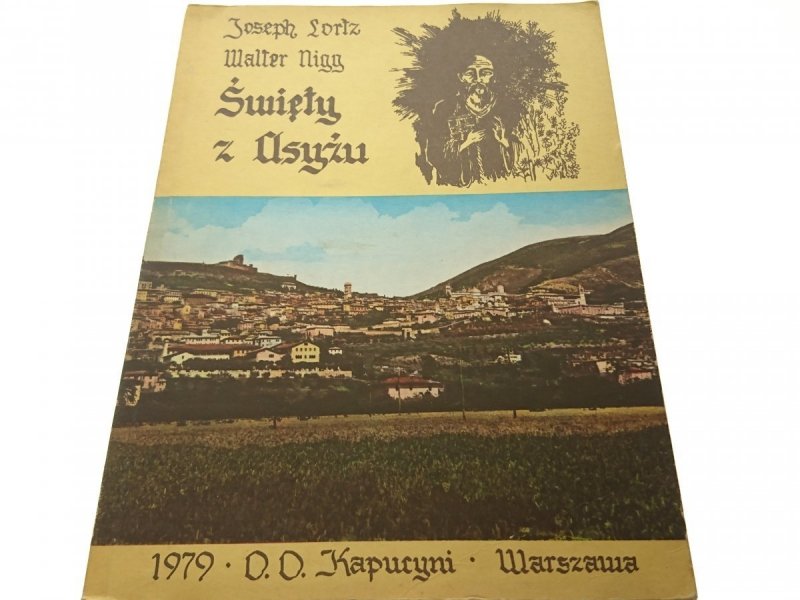 Joseph Lortz
Walter Nigg
Święty
z Asyżu
1979 · O. O. Kapucyni · Warszawa